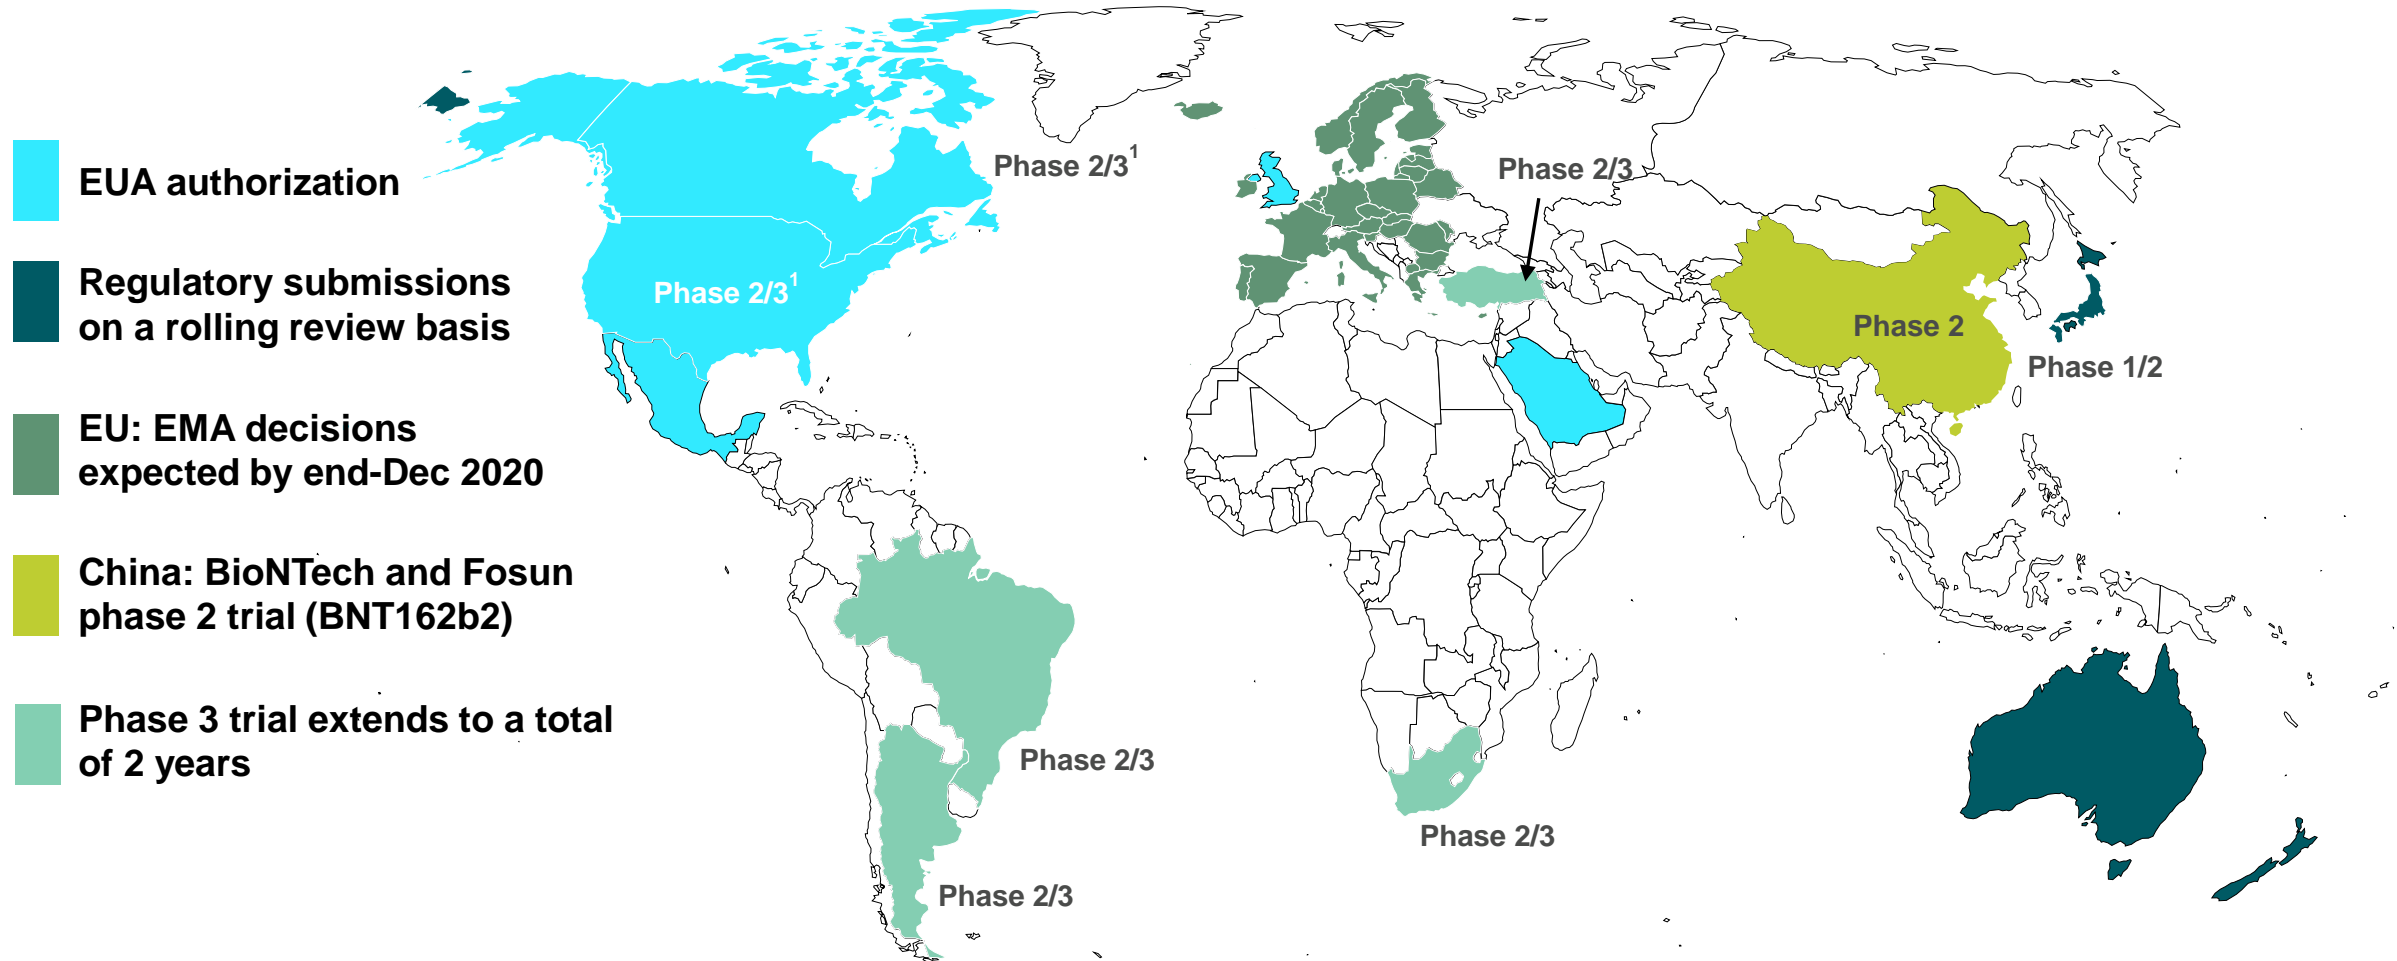 EUA authorization
Regulatory submissions
on a rolling review basis
EU: EMA decisions
expected by end-Dec 2020
China: BioNTech and Fosun
phase 2 trial (BNT162b2)
Phase 3 trial extends to a total
of 2 years
Phase 2/3¹
Phase 2/3¹
Phase 2/3
Phase 2
Phase 1/2
Phase 2/3
Phase 2/3
Phase 2/3